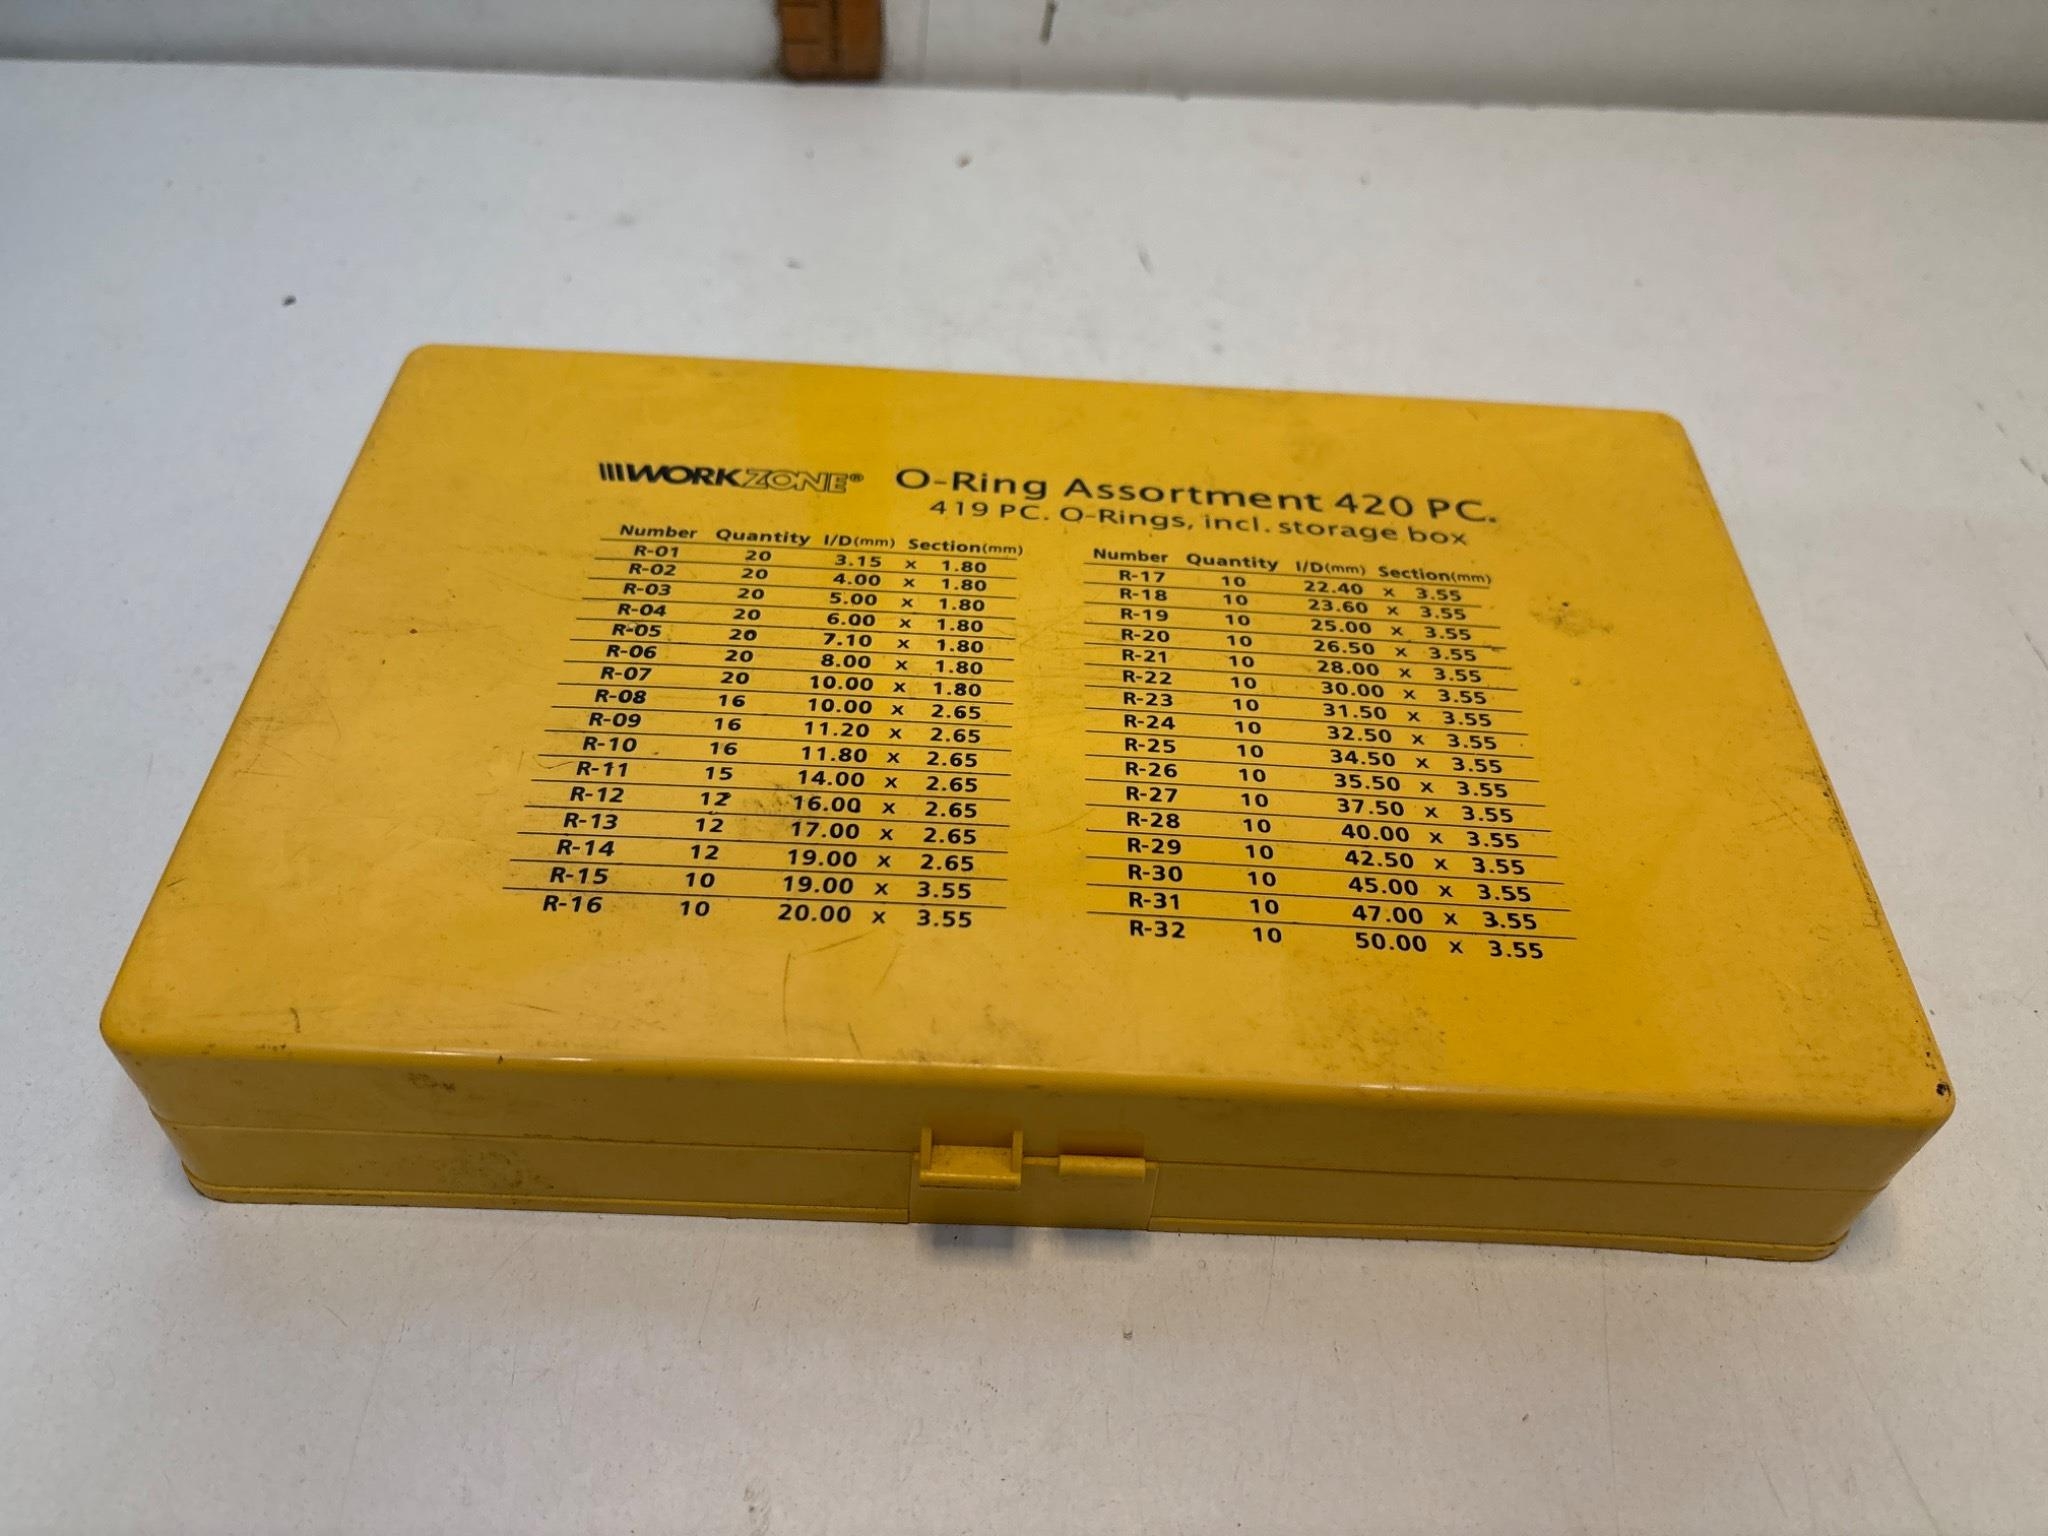 WORKZONE® O-Ring Assortment 420 PC.
419 PC. O-Rings, incl. storage box
Number Quantity I/D(mm) Section(mm)
R-01 20 3.15 x 1.80
R-02 20 4.00 x 1.80
R-03 20 5.00 x 1.80
R-04 20 6.00 x 1.80
R-05 20 7.10 x 1.80
R-06 20 8.00 x 1.80
R-07 20 10.00 x 1.80
R-08 16 10.00 x 2.65
R-09 16 11.20 x 2.65
R-10 16 11.80 x 2.65
R-11 15 14.00 x 2.65
R-12 12 16.00 x 2.65
R-13 12 17.00 x 2.65
R-14 12 19.00 x 2.65
R-15 10 19.00 x 3.55
R-16 10 20.00 x 3.55
Number Quantity I/D(mm) Section(mm)
R-17 10 22.40 x 3.55
R-18 10 23.60 x 3.55
R-19 10 25.00 x 3.55
R-20 10 26.50 x 3.55
R-21 10 28.00 x 3.55
R-22 10 30.00 x 3.55
R-23 10 31.50 x 3.55
R-24 10 32.50 x 3.55
R-25 10 34.50 x 3.55
R-26 10 35.50 x 3.55
R-27 10 37.50 x 3.55
R-28 10 40.00 x 3.55
R-29 10 42.50 x 3.55
R-30 10 45.00 x 3.55
R-31 10 47.00 x 3.55
R-32 10 50.00 x 3.55